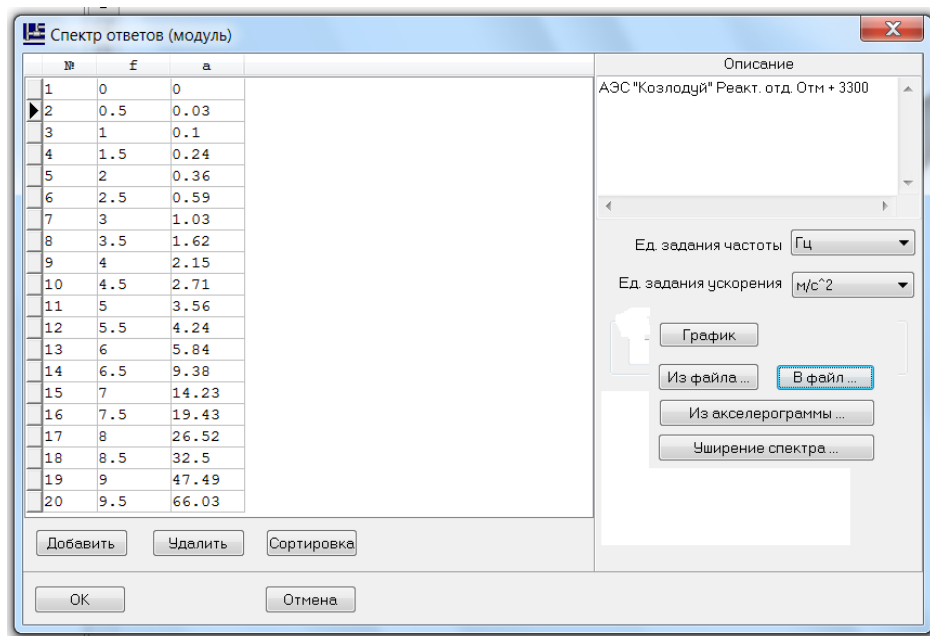 Спектр ответов (модуль)
№ f a
1 0 0
2 0.5 0.03
3 1 0.1
4 1.5 0.24
5 2 0.36
6 2.5 0.59
7 3 1.03
8 3.5 1.62
9 4 2.15
10 4.5 2.71
11 5 3.56
12 5.5 4.24
13 6 5.84
14 6.5 9.38
15 7 14.23
16 7.5 19.43
17 8 26.52
18 8.5 32.5
19 9 47.49
20 9.5 66.03
Добавить Удалить Сортировка
OK Отмена
Описание
АЭС "Козлодуй" Реакт. отд. Отм + 3300
Ед. задания частоты Гц
Ед. задания ускорения м/с^2
График
Из файла ... В файл ...
Из акселерограммы ...
Уширение спектра ...